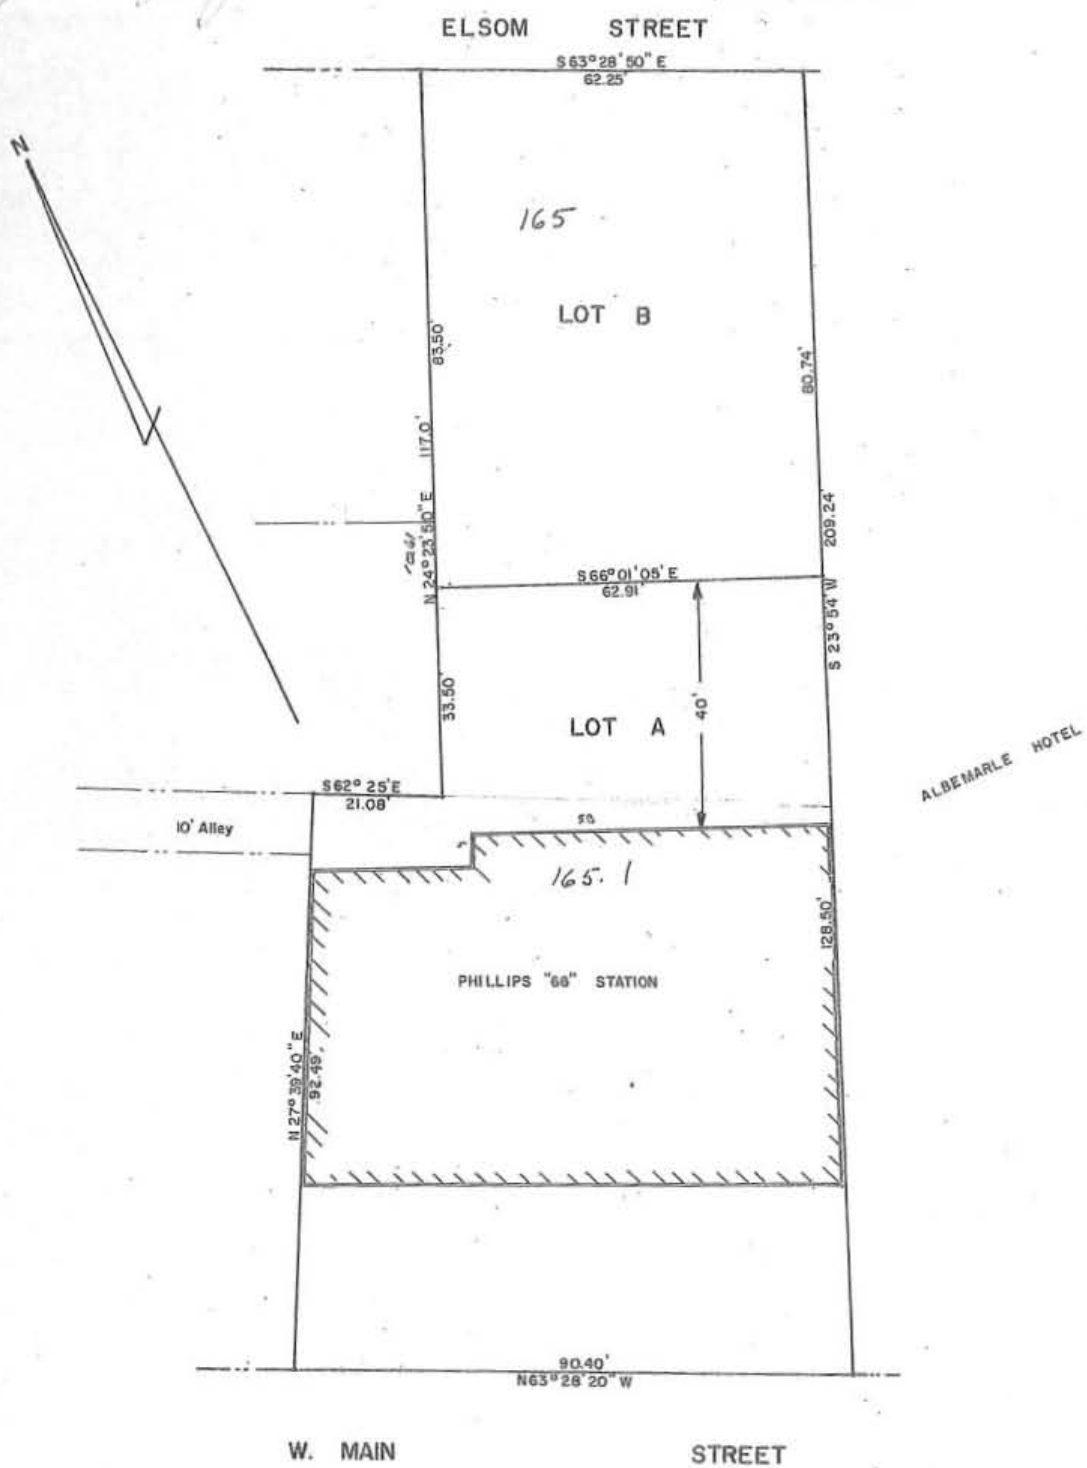 ELSOM STREET
S 63° 28' 50" E
62.25'
N
165
LOT B
83.50'
80.74'
117.0'
N 24° 23' 50" E
209.24'
S 66° 01' 05' E
62.91'
S 23° 54' W
33.50'
40'
LOT A
ALBEMARLE HOTEL
S 62° 25' E
21.08'
10' Alley
165.1
128.50'
PHILLIPS "66" STATION
N 27° 39' 40" E
92.49'
90.40'
N 63° 28' 20" W
W. MAIN STREET